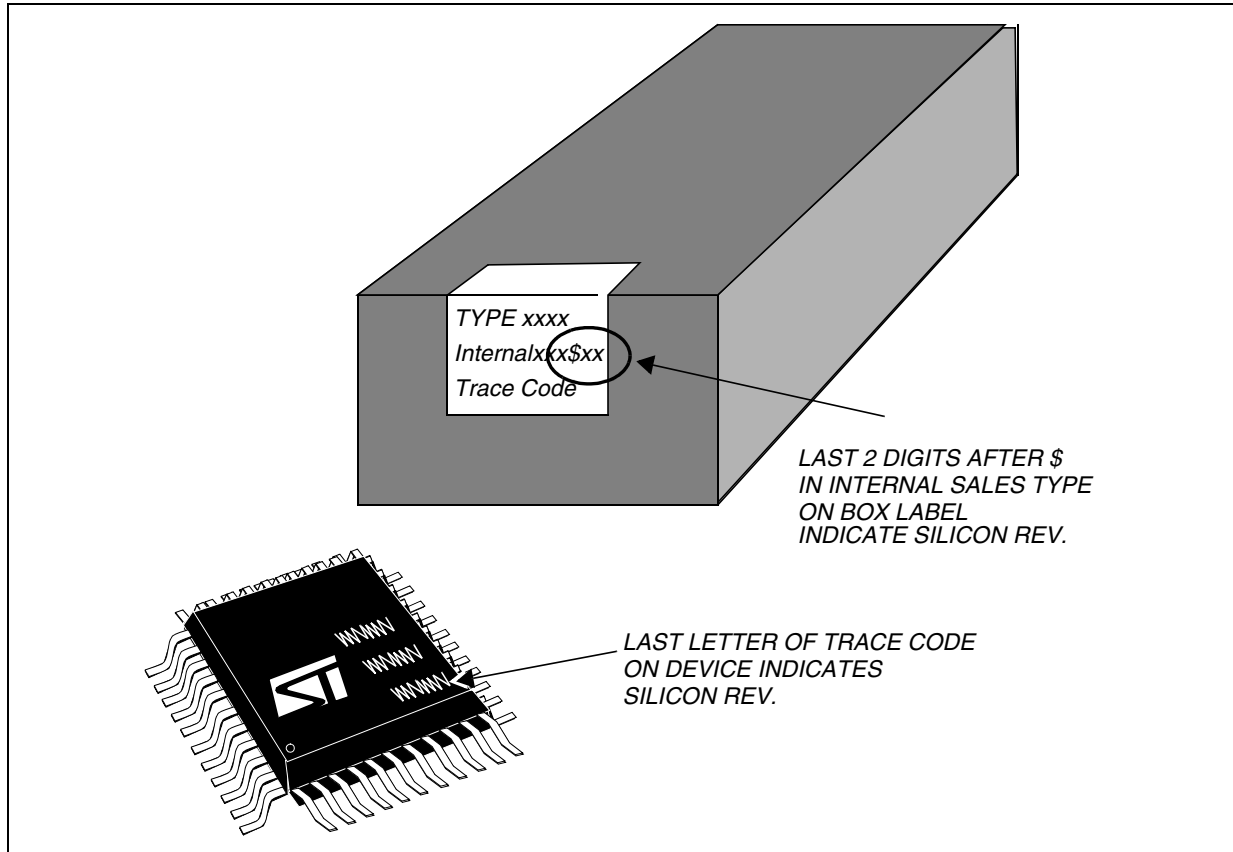 TYPE xxxx
Internalxxx$xx
Trace Code
LAST 2 DIGITS AFTER $
IN INTERNAL SALES TYPE
ON BOX LABEL
INDICATE SILICON REV.
ST
LAST LETTER OF TRACE CODE
ON DEVICE INDICATES
SILICON REV.